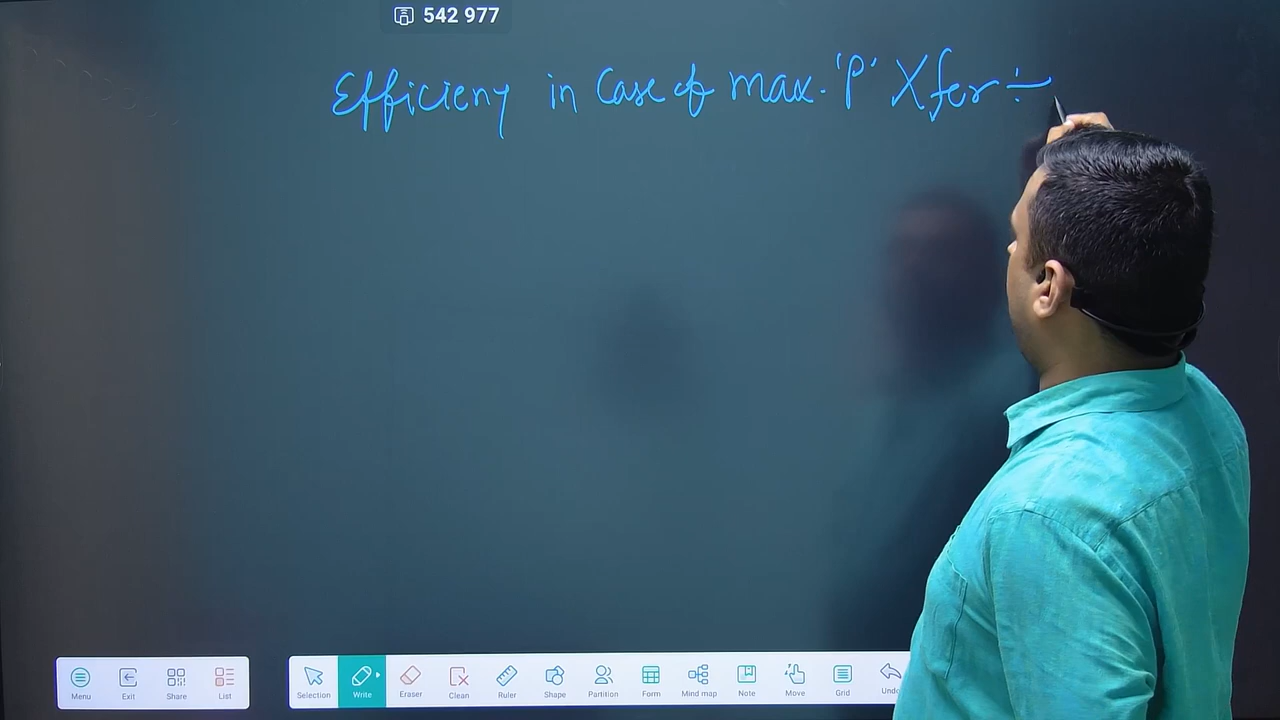 542 977
Efficieny in Case of max. 'P' Xfer :-
Menu Exit Share List Selection Write Eraser Clean Ruler Shape Partition Form Mind map Note Move Grid Undo